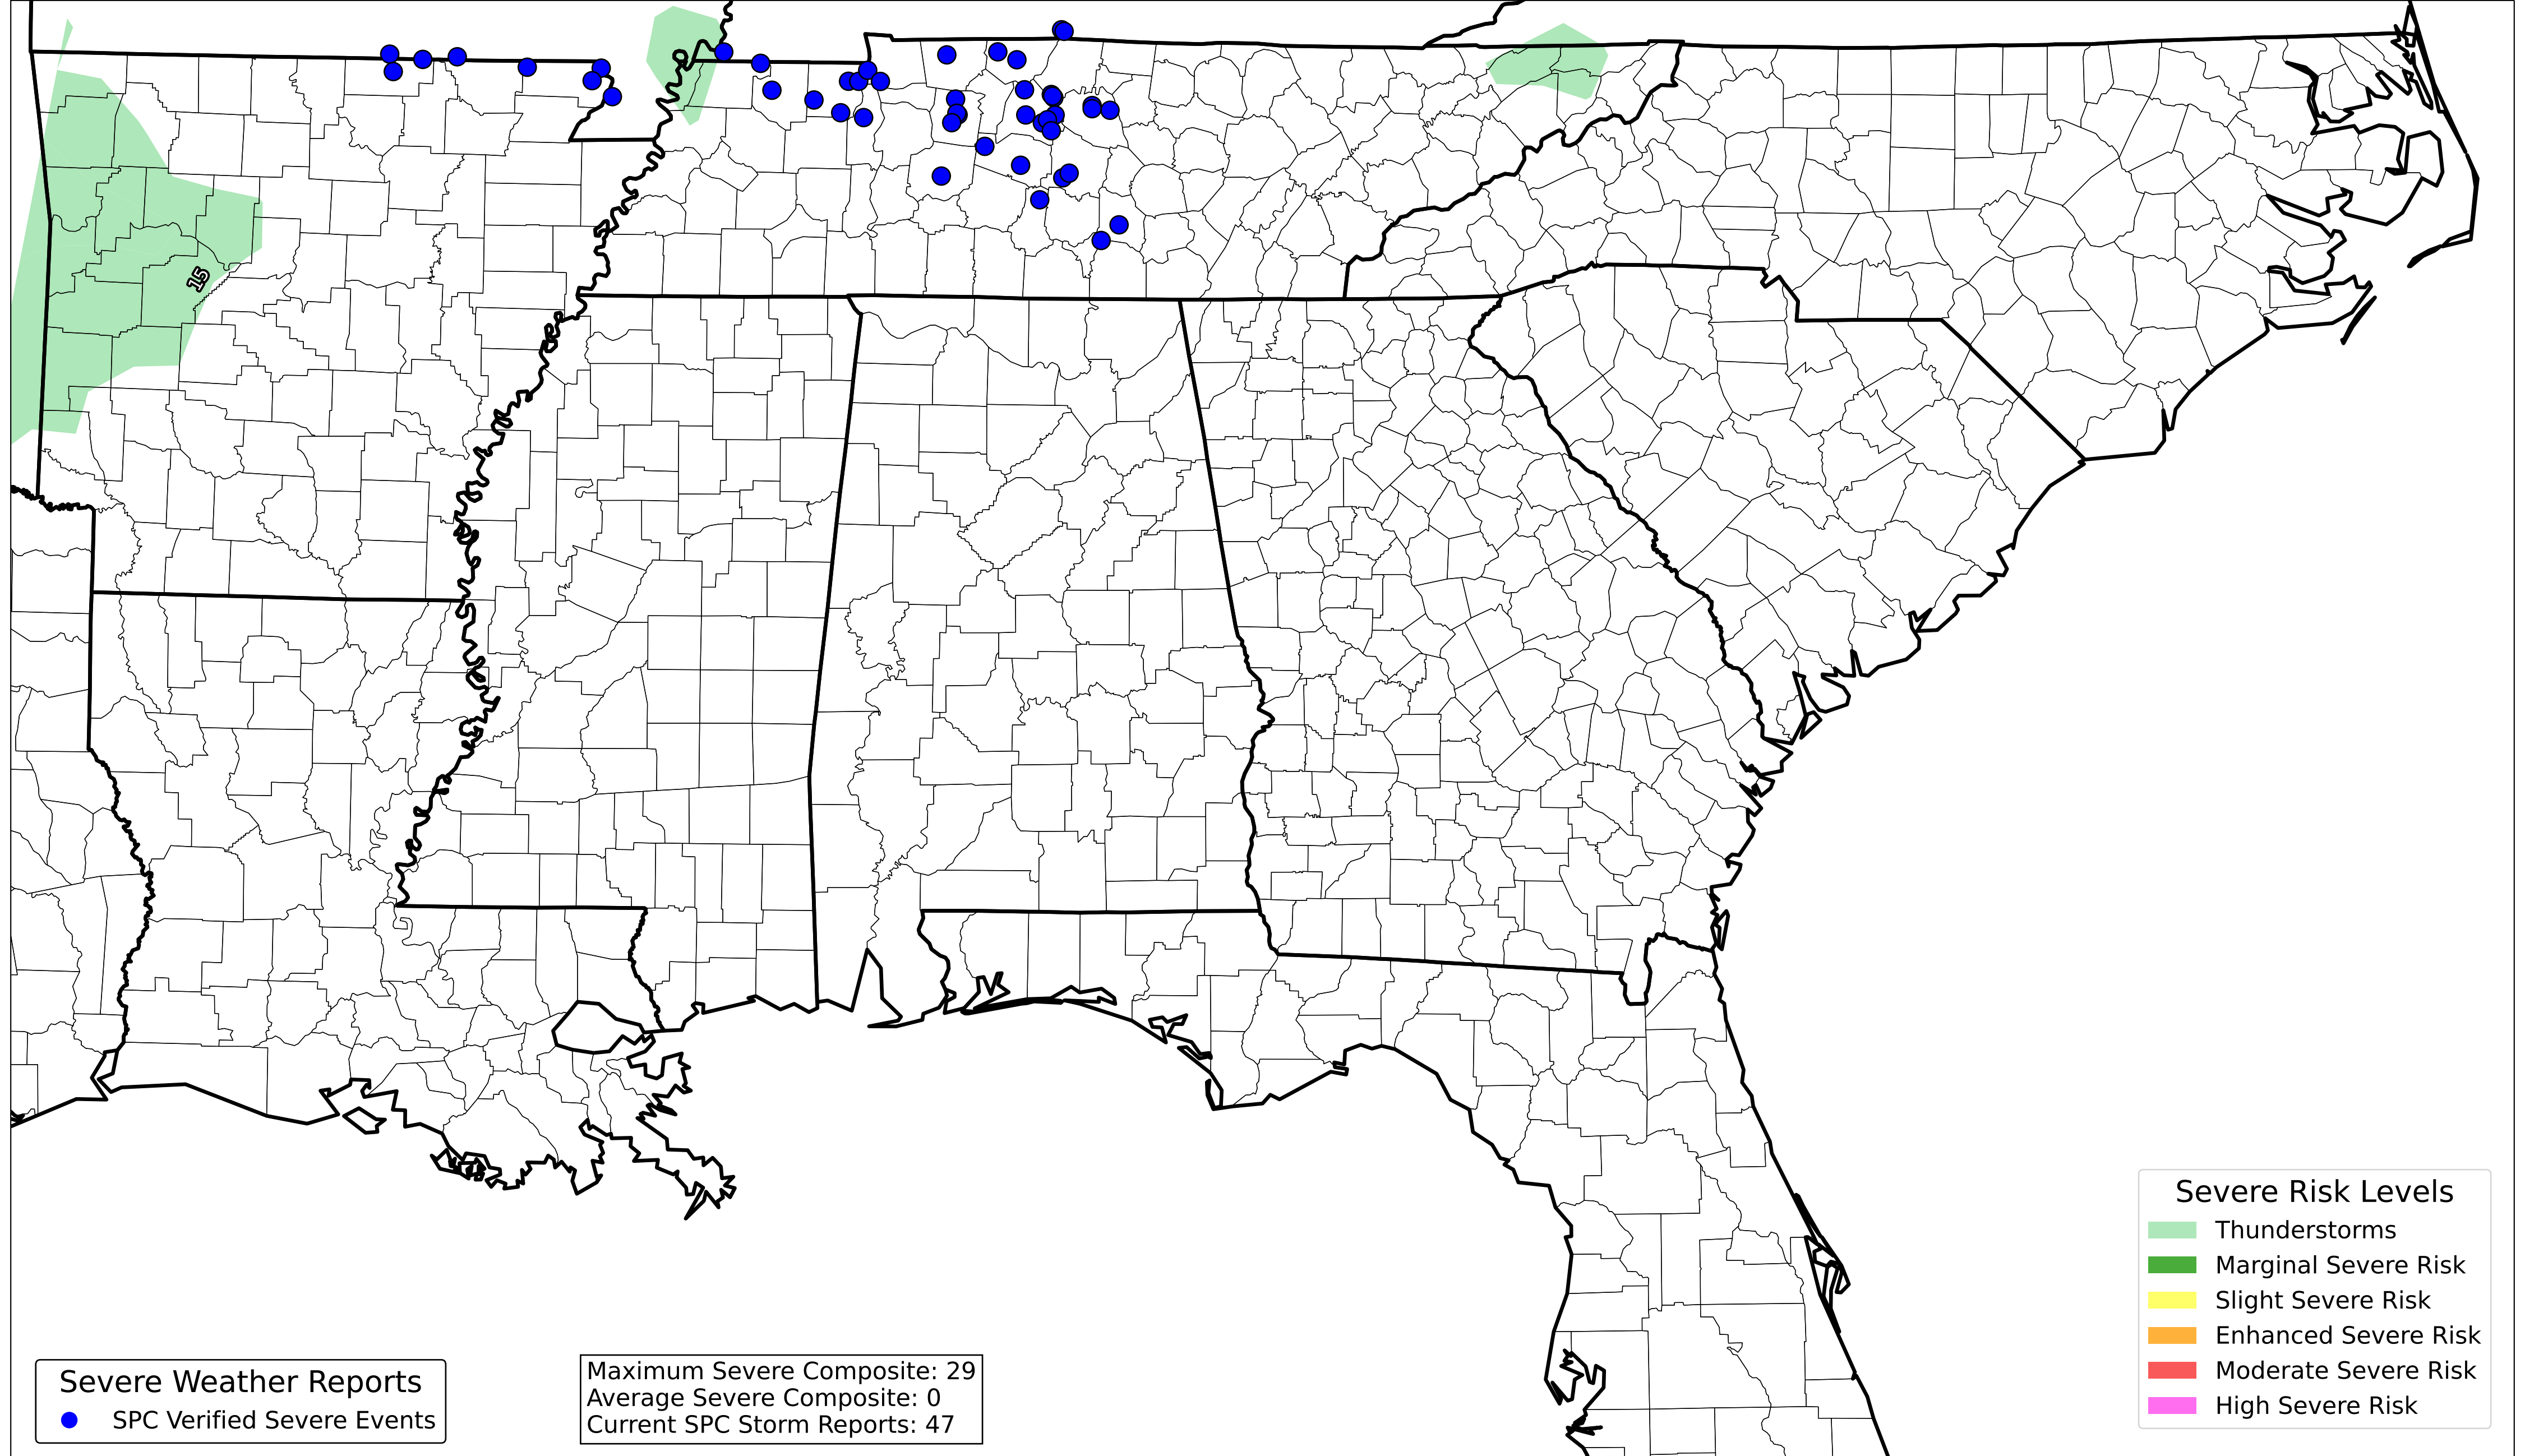 15
Severe Weather Reports
SPC Verified Severe Events
Maximum Severe Composite: 29
Average Severe Composite: 0
Current SPC Storm Reports: 47
Severe Risk Levels
Thunderstorms
Marginal Severe Risk
Slight Severe Risk
Enhanced Severe Risk
Moderate Severe Risk
High Severe Risk